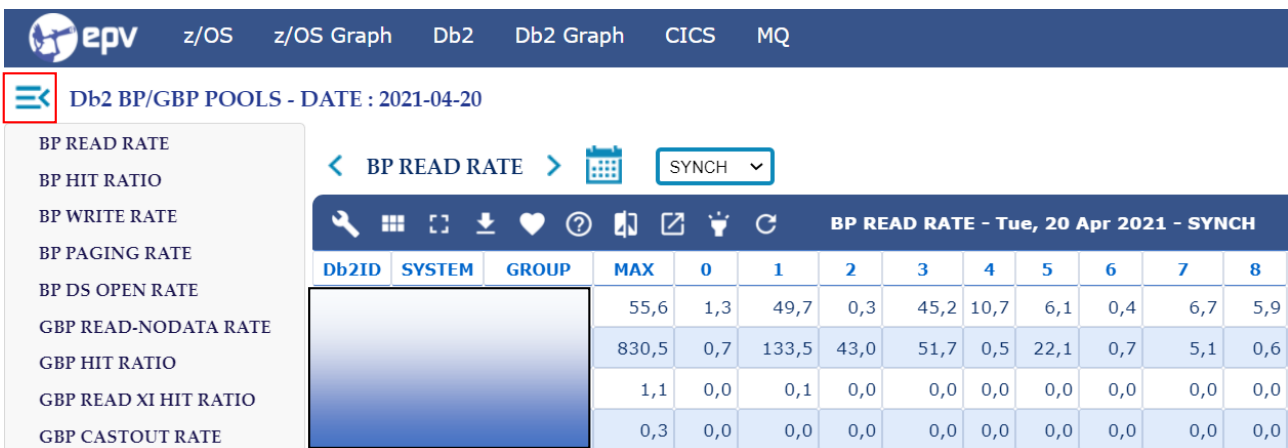 epv z/OS z/OS Graph Db2 Db2 Graph CICS MQ
Db2 BP/GBP POOLS - DATE : 2021-04-20
BP READ RATE
BP HIT RATIO
BP WRITE RATE
BP PAGING RATE
BP DS OPEN RATE
GBP READ-NODATA RATE
GBP HIT RATIO
GBP READ XI HIT RATIO
GBP CASTOUT RATE
BP READ RATE SYNCH
BP READ RATE - Tue, 20 Apr 2021 - SYNCH
Db2ID SYSTEM GROUP MAX 0 1 2 3 4 5 6 7 8
55,6 1,3 49,7 0,3 45,2 10,7 6,1 0,4 6,7 5,9
830,5 0,7 133,5 43,0 51,7 0,5 22,1 0,7 5,1 0,6
1,1 0,0 0,1 0,0 0,0 0,0 0,0 0,0 0,0 0,0
0,3 0,0 0,0 0,0 0,0 0,0 0,0 0,0 0,0 0,0